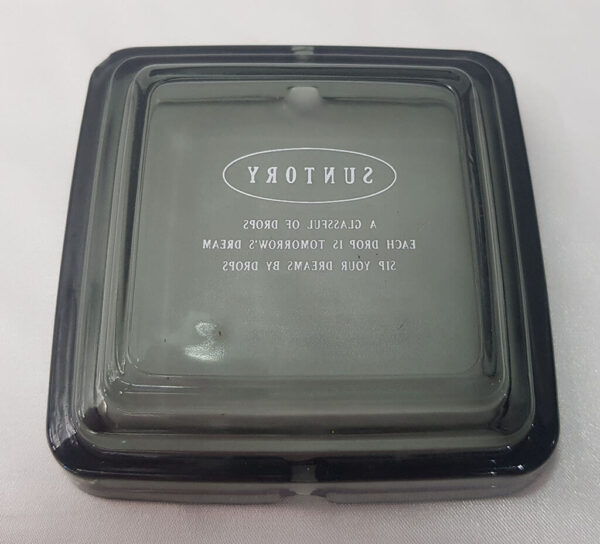 SUNTORY
A GLASSFUL OF DROPS
EACH DROP IS TOMORROW'S DREAM
SIP YOUR DREAMS BY DROPS